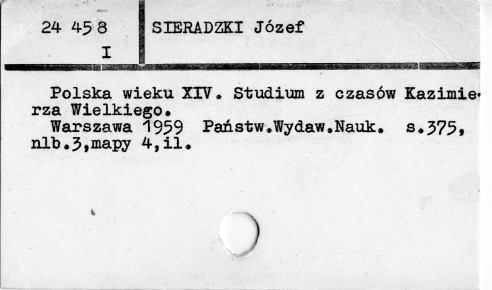 24 458 SIERADZKI Józef
I
Polska wieku XIV. Studium z czasów Kazimie-
rza Wielkiego.
Warszawa 1959 Państw.Wydaw.Nauk. s.375,
nlb.3,mapy 4,il.